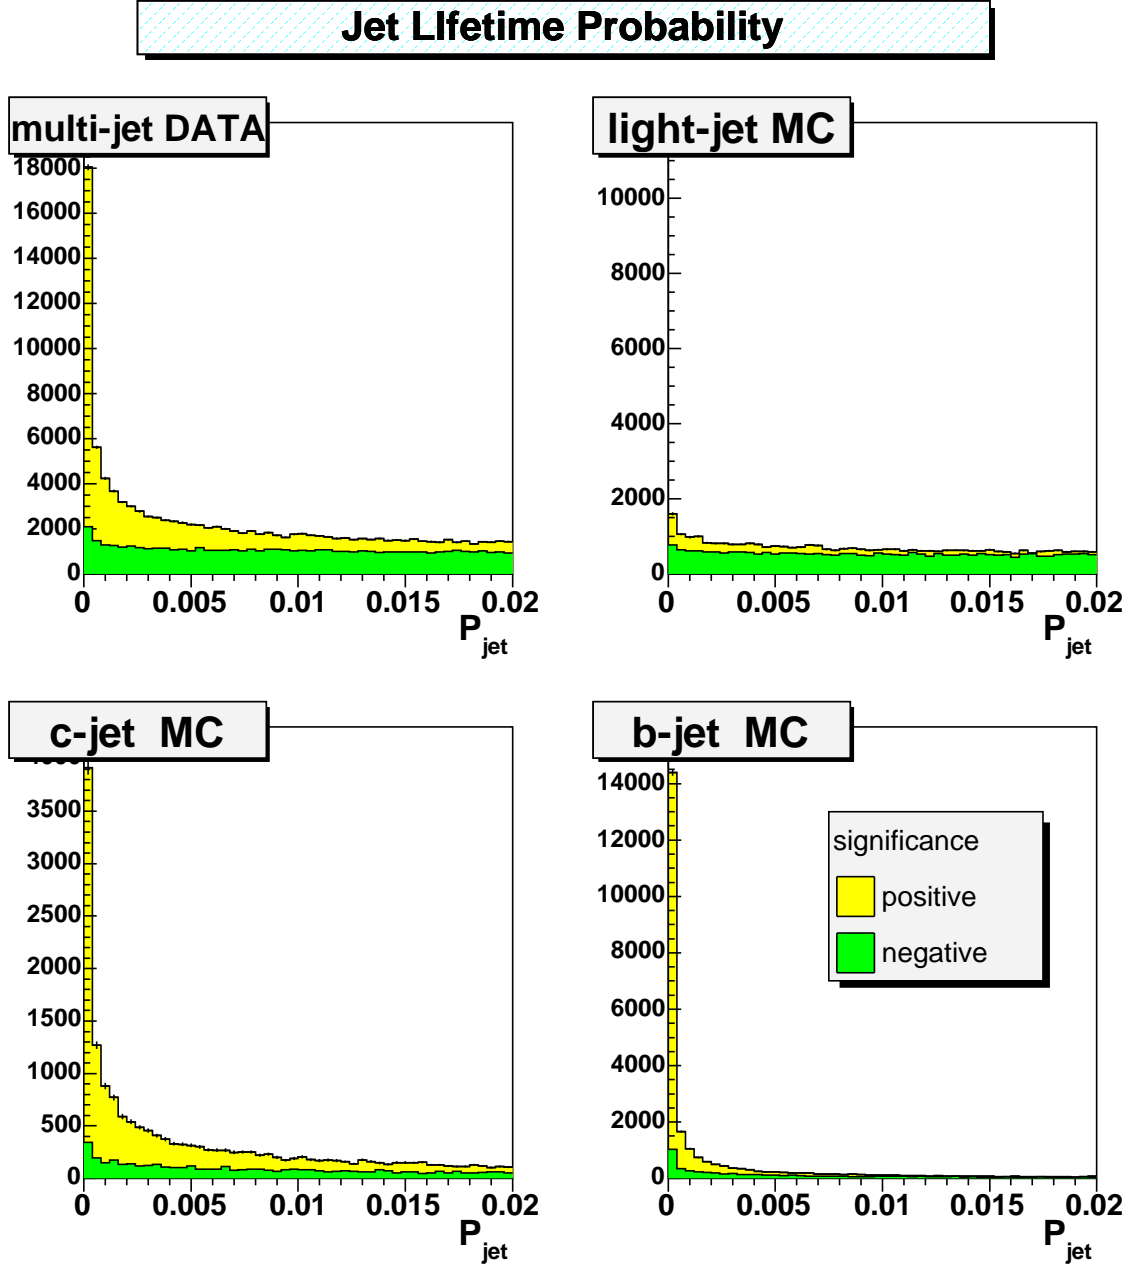 Jet LIfetime Probability
multi-jet DATA
18000
16000
14000
12000
10000
8000
6000
4000
2000
0
0 0.005 0.01 0.015 0.02
P jet
light-jet MC
10000
8000
6000
4000
2000
0
0 0.005 0.01 0.015 0.02
P jet
c-jet MC
3500
3000
2500
2000
1500
1000
500
0
0 0.005 0.01 0.015 0.02
P jet
b-jet MC
14000
12000
10000
8000
6000
4000
2000
0
significance
positive
negative
0 0.005 0.01 0.015 0.02
P jet